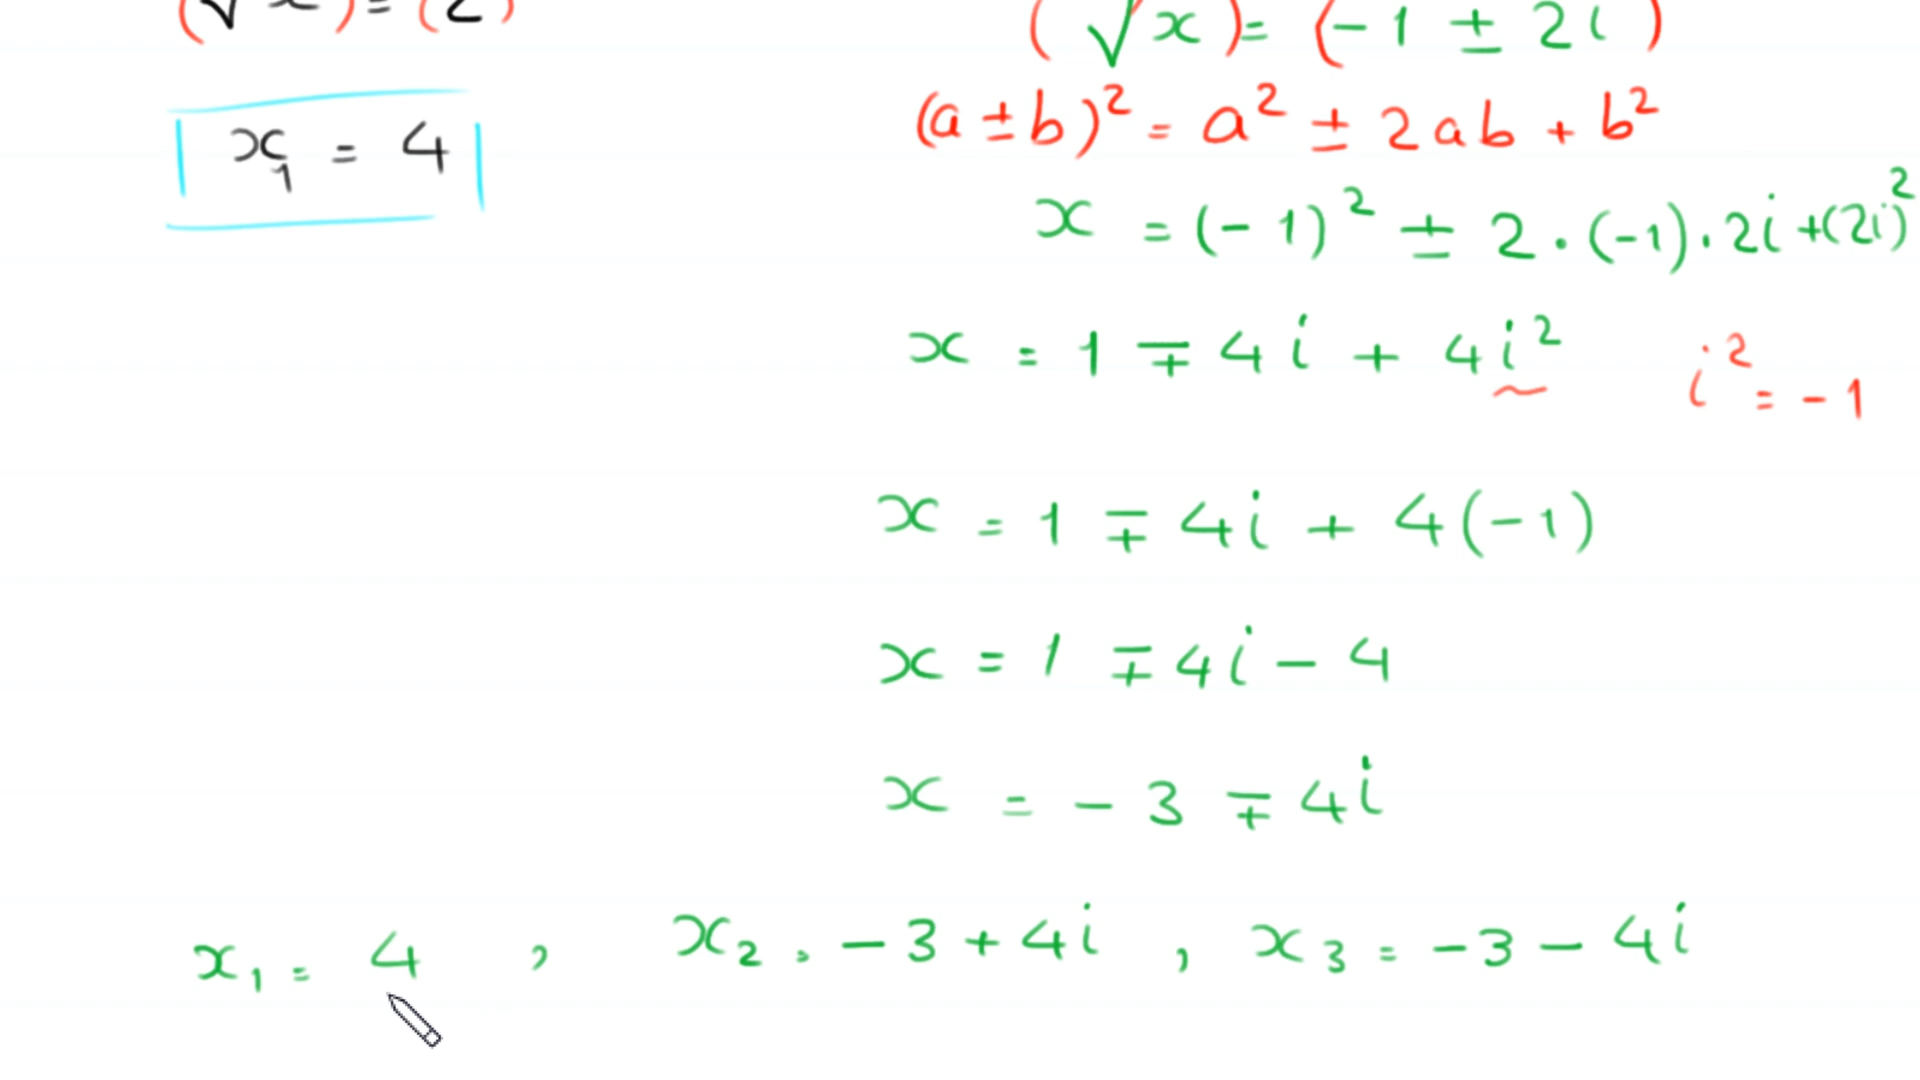 (√x) = (2)
x₁ = 4
(√x) = (-1 ± 2i)
(a ± b)² = a² ± 2ab + b²
x = (-1)² ± 2 · (-1) · 2i + (2i)²
x = 1 ∓ 4i + 4i²
i² = -1
x = 1 ∓ 4i + 4(-1)
x = 1 ∓ 4i - 4
x = -3 ∓ 4i
x₁ = 4 , x₂ = -3 + 4i , x₃ = -3 - 4i